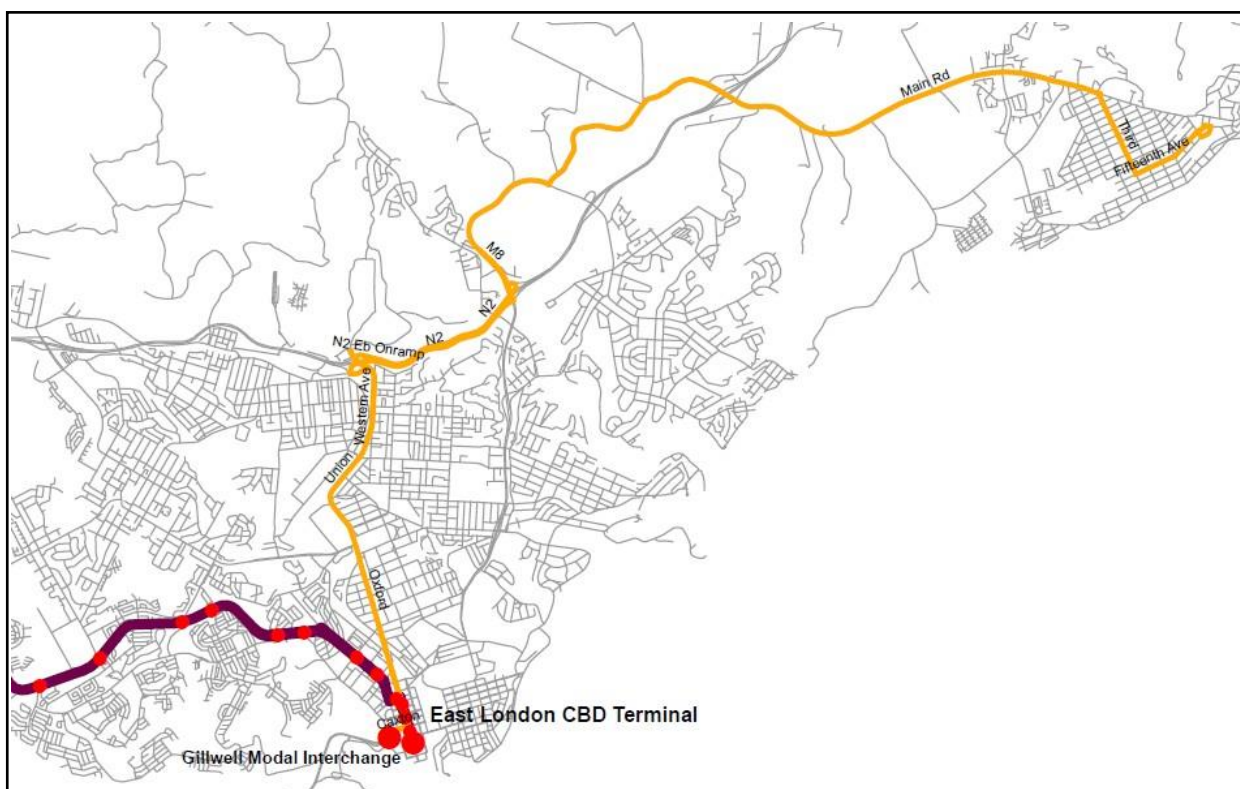 Main Rd
Third
Fifteenth Ave
M8
N2
N2
N2 Eb Onramp
Western Ave
Union
Oxford
Caxton
East London CBD Terminal
Gillwell Modal Interchange